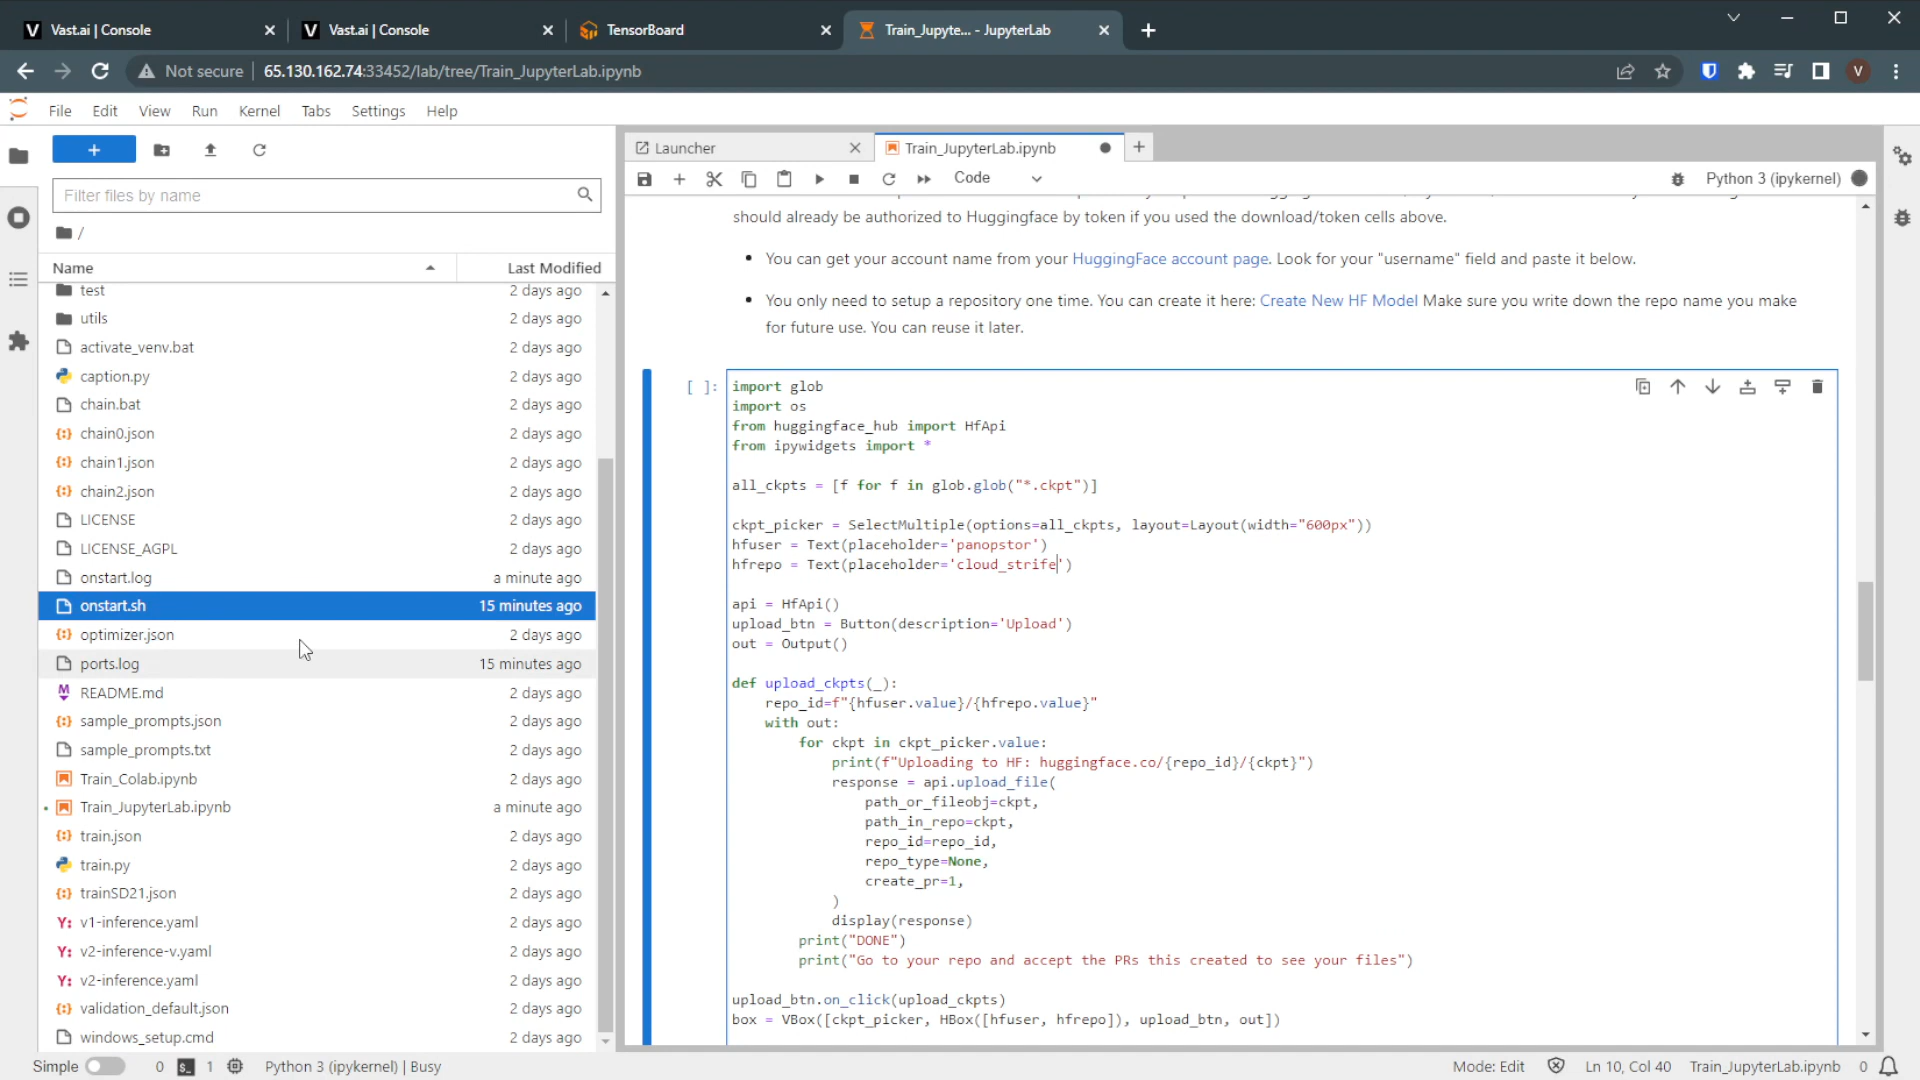 V Vast.ai | Console
V Vast.ai | Console
TensorBoard
Train_Jupyte... - JupyterLab
Not secure
65.130.162.74:33452/lab/tree/Train_JupyterLab.ipynb
V
File Edit View Run Kernel Tabs Settings Help
Filter files by name
/
Name Last Modified
test 2 days ago
utils 2 days ago
activate_venv.bat 2 days ago
caption.py 2 days ago
chain.bat 2 days ago
chain0.json 2 days ago
chain1.json 2 days ago
chain2.json 2 days ago
LICENSE 2 days ago
LICENSE_AGPL 2 days ago
onstart.log a minute ago
onstart.sh 15 minutes ago
optimizer.json 2 days ago
ports.log 15 minutes ago
README.md 2 days ago
sample_prompts.json 2 days ago
sample_prompts.txt 2 days ago
Train_Colab.ipynb 2 days ago
Train_JupyterLab.ipynb a minute ago
train.json 2 days ago
train.py 2 days ago
trainSD21.json 2 days ago
v1-inference.yaml 2 days ago
v2-inference-v.yaml 2 days ago
v2-inference.yaml 2 days ago
validation_default.json 2 days ago
windows_setup.cmd 2 days ago
Launcher
Train_JupyterLab.ipynb
Code
Python 3 (ipykernel)
should already be authorized to Huggingface by token if you used the download/token cells above.
• You can get your account name from your HuggingFace account page. Look for your "username" field and paste it below.
• You only need to setup a repository one time. You can create it here: Create New HF Model Make sure you write down the repo name you make
for future use. You can reuse it later.
[ ]:
import glob
import os
from huggingface_hub import HfApi
from ipywidgets import *
all_ckpts = [f for f in glob.glob("*.ckpt")]
ckpt_picker = SelectMultiple(options=all_ckpts, layout=Layout(width="600px"))
hfuser = Text(placeholder='panopstor')
hfrepo = Text(placeholder='cloud_strife')
api = HfApi()
upload_btn = Button(description='Upload')
out = Output()
def upload_ckpts(_):
repo_id=f"{hfuser.value}/{hfrepo.value}"
with out:
for ckpt in ckpt_picker.value:
print(f"Uploading to HF: huggingface.co/{repo_id}/{ckpt}")
response = api.upload_file(
path_or_fileobj=ckpt,
path_in_repo=ckpt,
repo_id=repo_id,
repo_type=None,
create_pr=1,
)
display(response)
print("DONE")
print("Go to your repo and accept the PRs this created to see your files")
upload_btn.on_click(upload_ckpts)
box = VBox([ckpt_picker, HBox([hfuser, hfrepo]), upload_btn, out])
Simple 0 1 Python 3 (ipykernel) | Busy
Mode: Edit Ln 10, Col 40 Train_JupyterLab.ipynb 0